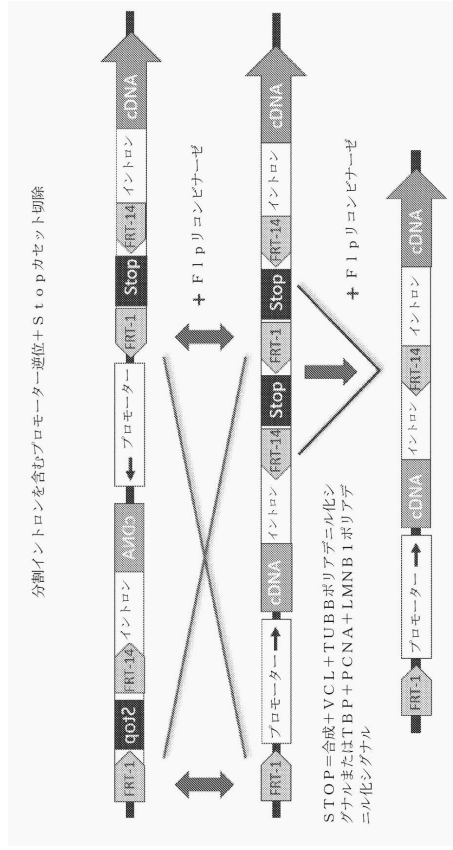 分割イントロンを含むプロモーター逆位+Stopカセット切除
FRT-1 Stop FRT-14 イントロン cDNA ←プロモーター FRT-1 Stop FRT-14 イントロン cDNA
+ Flpリコンビナーゼ
FRT-1 プロモーター→ cDNA イントロン FRT-14 Stop FRT-1 Stop FRT-14 イントロン cDNA
STOP=合成+VCL+TUBBポリアデニル化シ
グナルまたはTBP+PCNA+LMNB1ポリアデ
ニル化シグナル
+ Flpリコンビナーゼ
FRT-1 プロモーター→ cDNA イントロン FRT-14 イントロン cDNA